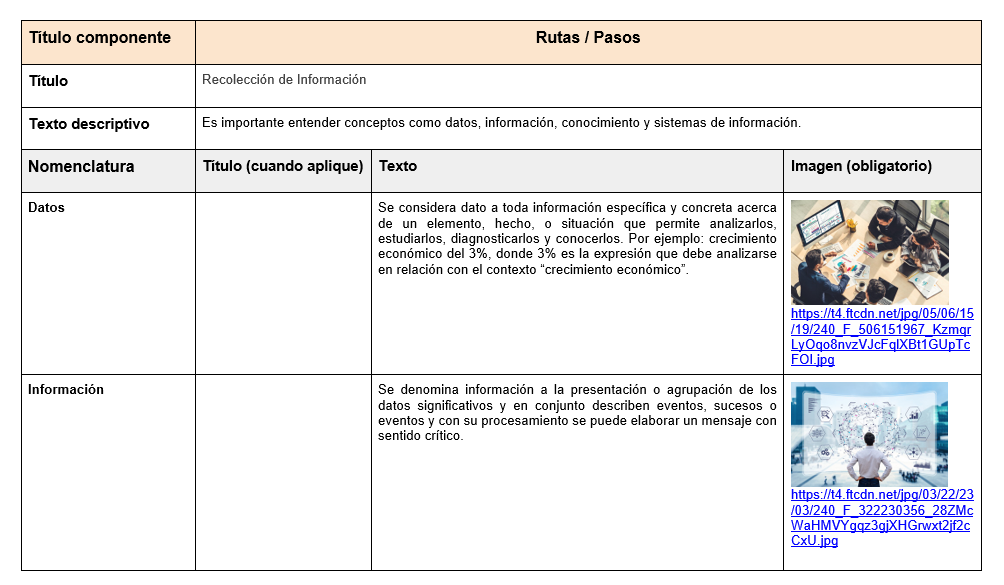 Título componente
Rutas / Pasos
Título
Recolección de Información
Texto descriptivo
Es importante entender conceptos como datos, información, conocimiento y sistemas de información.
Nomenclatura
Título (cuando aplique)
Texto
Imagen (obligatorio)
Datos
Se considera dato a toda información específica y concreta acerca
de un elemento, hecho, o situación que permite analizarlos,
estudiarlos, diagnosticarlos y conocerlos. Por ejemplo: crecimiento
económico del 3%, donde 3% es la expresión que debe analizarse
en relación con el contexto “crecimiento económico”.
https://t4.ftcdn.net/jpg/05/06/15
/19/240_F_506151967_Kzmqr
LyOqo8nvzVJcFqlXBt1GUpTc
FOI.jpg
Información
Se denomina información a la presentación o agrupación de los
datos significativos y en conjunto describen eventos, sucesos o
eventos y con su procesamiento se puede elaborar un mensaje con
sentido crítico.
https://t4.ftcdn.net/jpg/03/22/23
/03/240_F_322230356_28ZMc
WaHMVYgqz3gjXHGrwxt2jf2c
CxU.jpg